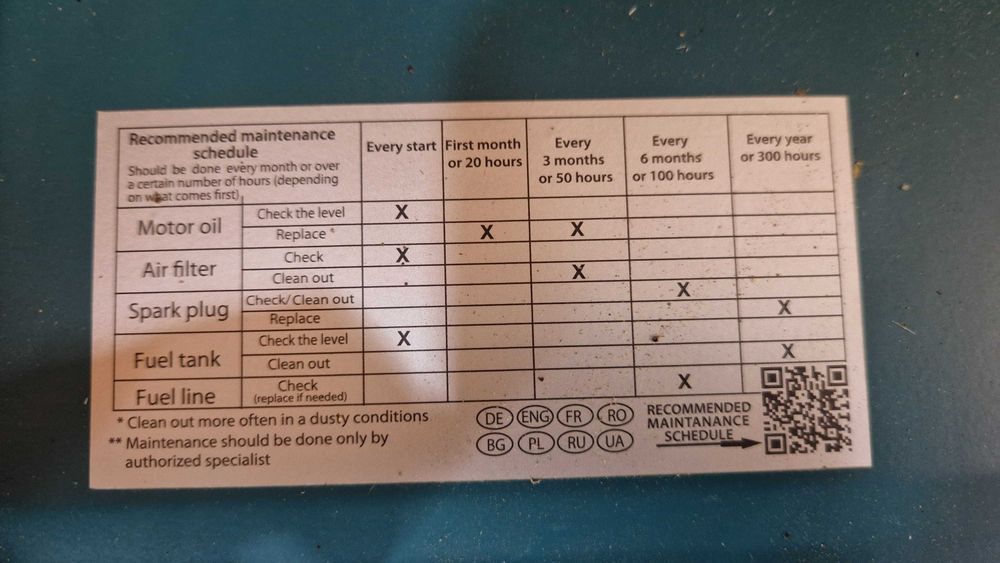 Recommended maintenance
schedule
Should be done every month or over
a certain number of hours (depending
on what comes first)
Every start
First month
or 20 hours
Every
3 months
or 50 hours
Every
6 months
or 100 hours
Every year
or 300 hours
Motor oil
Check the level
X
Replace *
X
X
Air filter
Check
X
Clean out
X
Spark plug
Check/Clean out
X
Replace
X
Fuel tank
Check the level
X
Clean out
X
Fuel line
Check
(replace if needed)
X
* Clean out more often in a dusty conditions
** Maintenance should be done only by
authorized specialist
DE ENG FR RO
BG PL RU UA
RECOMMENDED
MAINTANANCE
SCHEDULE